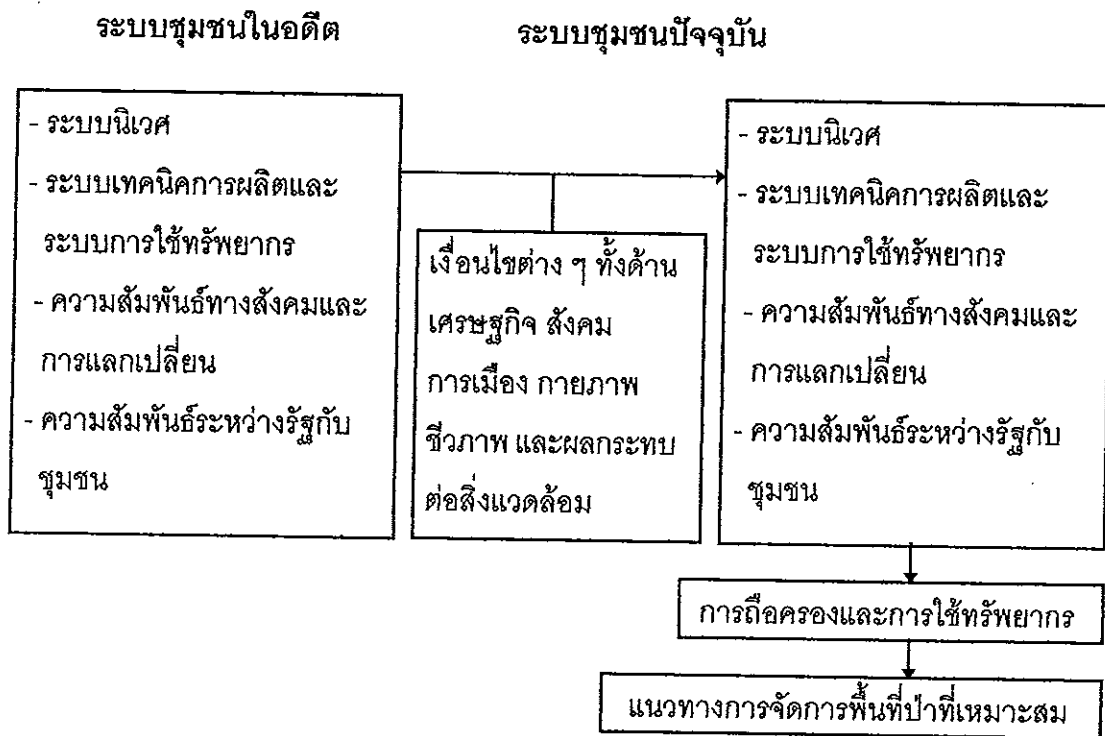 ระบบชุมชนในอดีต
ระบบชุมชนปัจจุบัน
- ระบบนิเวศ
- ระบบเทคนิคการผลิตและ
ระบบการใช้ทรัพยากร
- ความสัมพันธ์ทางสังคมและ
การแลกเปลี่ยน
- ความสัมพันธ์ระหว่างรัฐกับ
ชุมชน
เงื่อนไขต่าง ๆ ทั้งด้าน
เศรษฐกิจ สังคม
การเมือง กายภาพ
ชีวภาพ และผลกระทบ
ต่อสิ่งแวดล้อม
- ระบบนิเวศ
- ระบบเทคนิคการผลิตและ
ระบบการใช้ทรัพยากร
- ความสัมพันธ์ทางสังคมและ
การแลกเปลี่ยน
- ความสัมพันธ์ระหว่างรัฐกับ
ชุมชน
การถือครองและการใช้ทรัพยากร
แนวทางการจัดการพื้นที่ป่าที่เหมาะสม